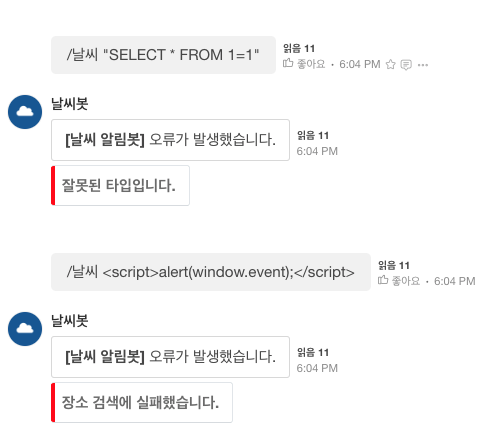 /날씨 "SELECT * FROM 1=1"
읽음 11
좋아요 · 6:04 PM
날씨봇
[날씨 알림봇] 오류가 발생했습니다.
읽음 11
6:04 PM
잘못된 타입입니다.
/날씨 <script>alert(window.event);</script>
읽음 11
좋아요 · 6:04 PM
날씨봇
[날씨 알림봇] 오류가 발생했습니다.
읽음 11
6:04 PM
장소 검색에 실패했습니다.